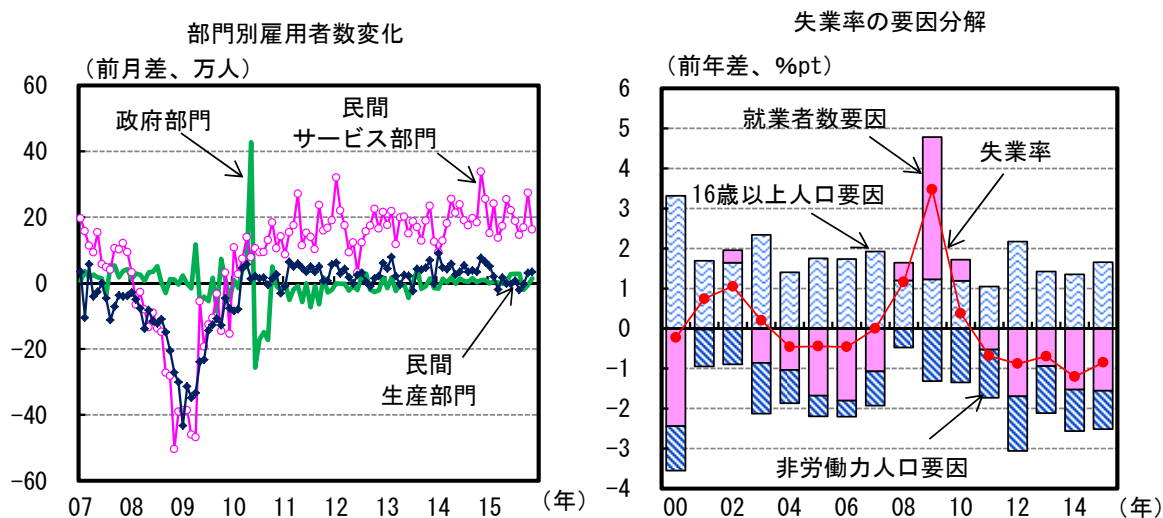 部門別雇用者数変化
(前月差、万人)
60
40
20
0
-20
-40
-60
政府部門
民間
サービス部門
民間
生産部門
07 08 09 10 11 12 13 14 15
(年)
失業率の要因分解
(前年差、%pt)
6
5
4
3
2
1
0
-1
-2
-3
-4
就業者数要因
失業率
16歳以上人口要因
非労働力人口要因
00 02 04 06 08 10 12 14
(年)